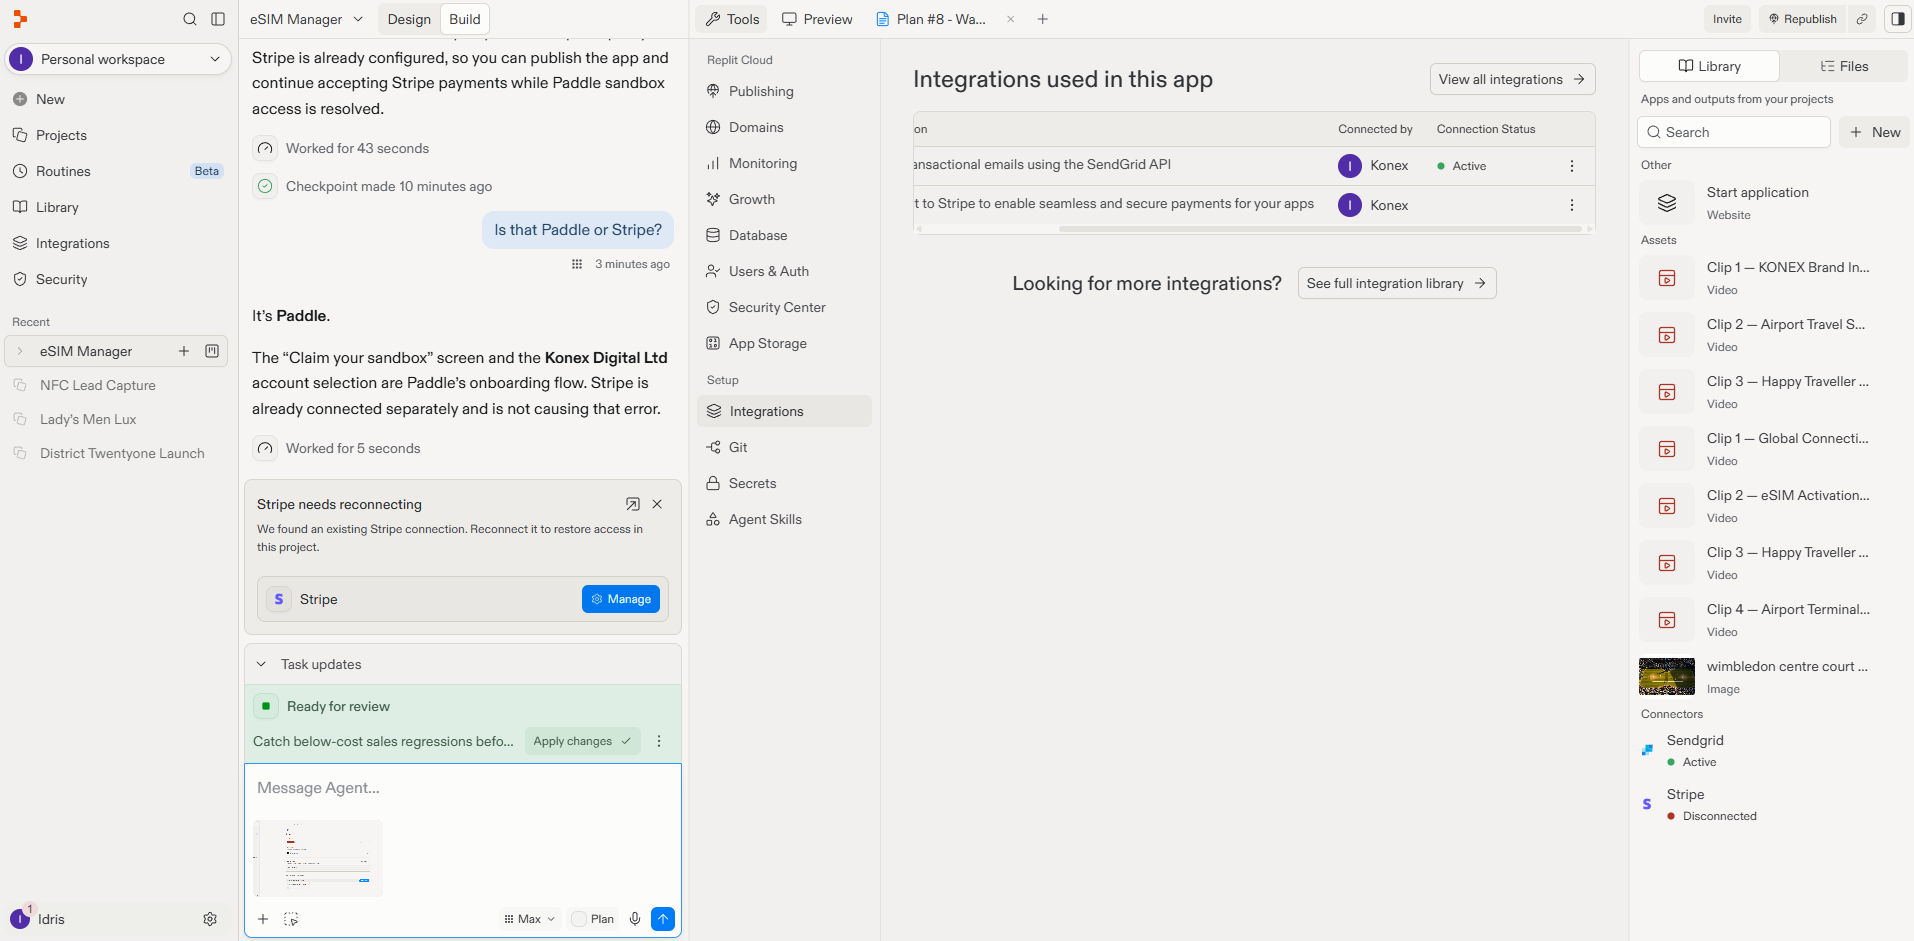 eSIM Manager
Design
Build
Tools
Preview
Plan #8 - Wa...
Invite
Republish
I
Personal workspace
New
Projects
Routines
Beta
Library
Integrations
Security
Recent
eSIM Manager
NFC Lead Capture
Lady's Men Lux
District Twentyone Launch
1
I
Idris
Stripe is already configured, so you can publish the app and
continue accepting Stripe payments while Paddle sandbox
access is resolved.
Worked for 43 seconds
Checkpoint made 10 minutes ago
Is that Paddle or Stripe?
3 minutes ago
It's Paddle.
The “Claim your sandbox” screen and the Konex Digital Ltd
account selection are Paddle's onboarding flow. Stripe is
already connected separately and is not causing that error.
Worked for 5 seconds
Stripe needs reconnecting
We found an existing Stripe connection. Reconnect it to restore access in
this project.
S
Stripe
Manage
Task updates
Ready for review
Catch below-cost sales regressions befo...
Apply changes
Message Agent...
Max
Plan
Replit Cloud
Publishing
Domains
Monitoring
Growth
Database
Users & Auth
Security Center
App Storage
Setup
Integrations
Git
Secrets
Agent Skills
Integrations used in this app
View all integrations
on
Connected by
Connection Status
ansactional emails using the SendGrid API
I
Konex
Active
t to Stripe to enable seamless and secure payments for your apps
I
Konex
Looking for more integrations?
See full integration library
Library
Files
Apps and outputs from your projects
Search
New
Other
Start application
Website
Assets
Clip 1 — KONEX Brand In...
Video
Clip 2 — Airport Travel S...
Video
Clip 3 — Happy Traveller ...
Video
Clip 1 — Global Connecti...
Video
Clip 2 — eSIM Activation...
Video
Clip 3 — Happy Traveller ...
Video
Clip 4 — Airport Terminal...
Video
wimbledon centre court ...
Image
Connectors
Sendgrid
Active
S
Stripe
Disconnected